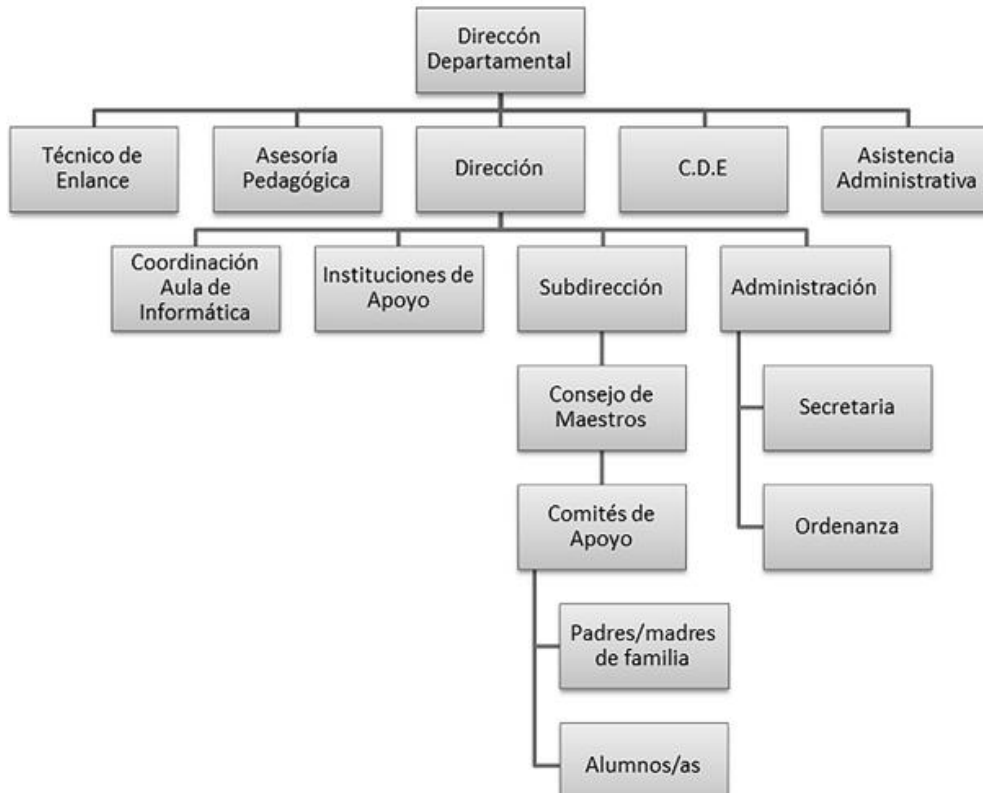 Direccón
Departamental
Técnico de
Enlance
Asesoría
Pedagógica
Dirección
C.D.E
Asistencia
Administrativa
Coordinación
Aula de
Informática
Instituciones de
Apoyo
Subdirección
Administración
Consejo de
Maestros
Secretaria
Comités de
Apoyo
Ordenanza
Padres/madres
de familia
Alumnos/as